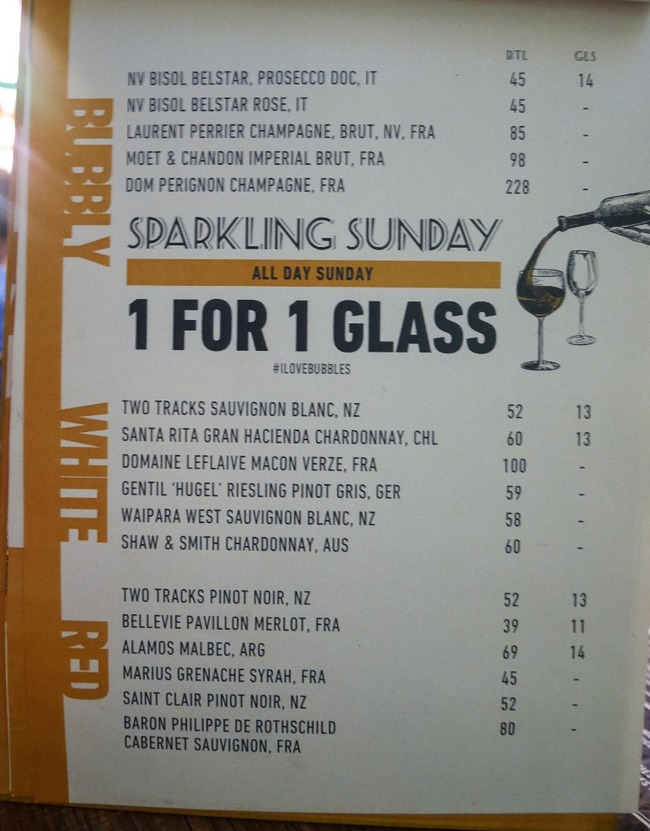 BTL GLS
BUBBLY
NV BISOL BELSTAR, PROSECCO DOC, IT 45 14
NV BISOL BELSTAR ROSE, IT 45 -
LAURENT PERRIER CHAMPAGNE, BRUT, NV, FRA 85 -
MOET & CHANDON IMPERIAL BRUT, FRA 98 -
DOM PERIGNON CHAMPAGNE, FRA 228 -
SPARKLING SUNDAY
ALL DAY SUNDAY
1 FOR 1 GLASS
#ILOVEBUBBLES
WHITE
TWO TRACKS SAUVIGNON BLANC, NZ 52 13
SANTA RITA GRAN HACIENDA CHARDONNAY, CHL 60 13
DOMAINE LEFLAIVE MACON VERZE, FRA 100 -
GENTIL 'HUGEL' RIESLING PINOT GRIS, GER 59 -
WAIPARA WEST SAUVIGNON BLANC, NZ 58 -
SHAW & SMITH CHARDONNAY, AUS 60 -
RED
TWO TRACKS PINOT NOIR, NZ 52 13
BELLEVIE PAVILLON MERLOT, FRA 39 11
ALAMOS MALBEC, ARG 69 14
MARIUS GRENACHE SYRAH, FRA 45 -
SAINT CLAIR PINOT NOIR, NZ 52 -
BARON PHILIPPE DE ROTHSCHILD 80 -
CABERNET SAUVIGNON, FRA